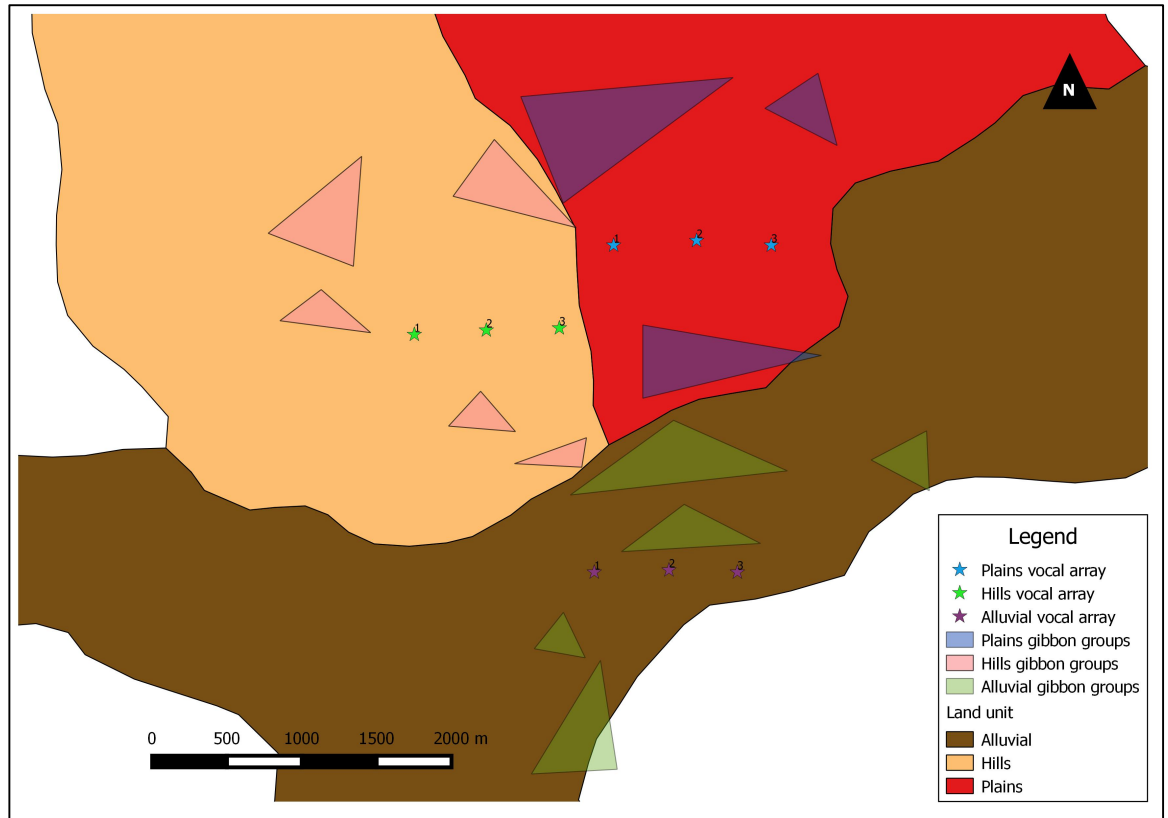 N
1
2
3
1
2
3
1
2
3
Legend
Plains vocal array
Hills vocal array
Alluvial vocal array
Plains gibbon groups
Hills gibbon groups
Alluvial gibbon groups
Land unit
Alluvial
Hills
Plains
0 500 1000 1500 2000 m